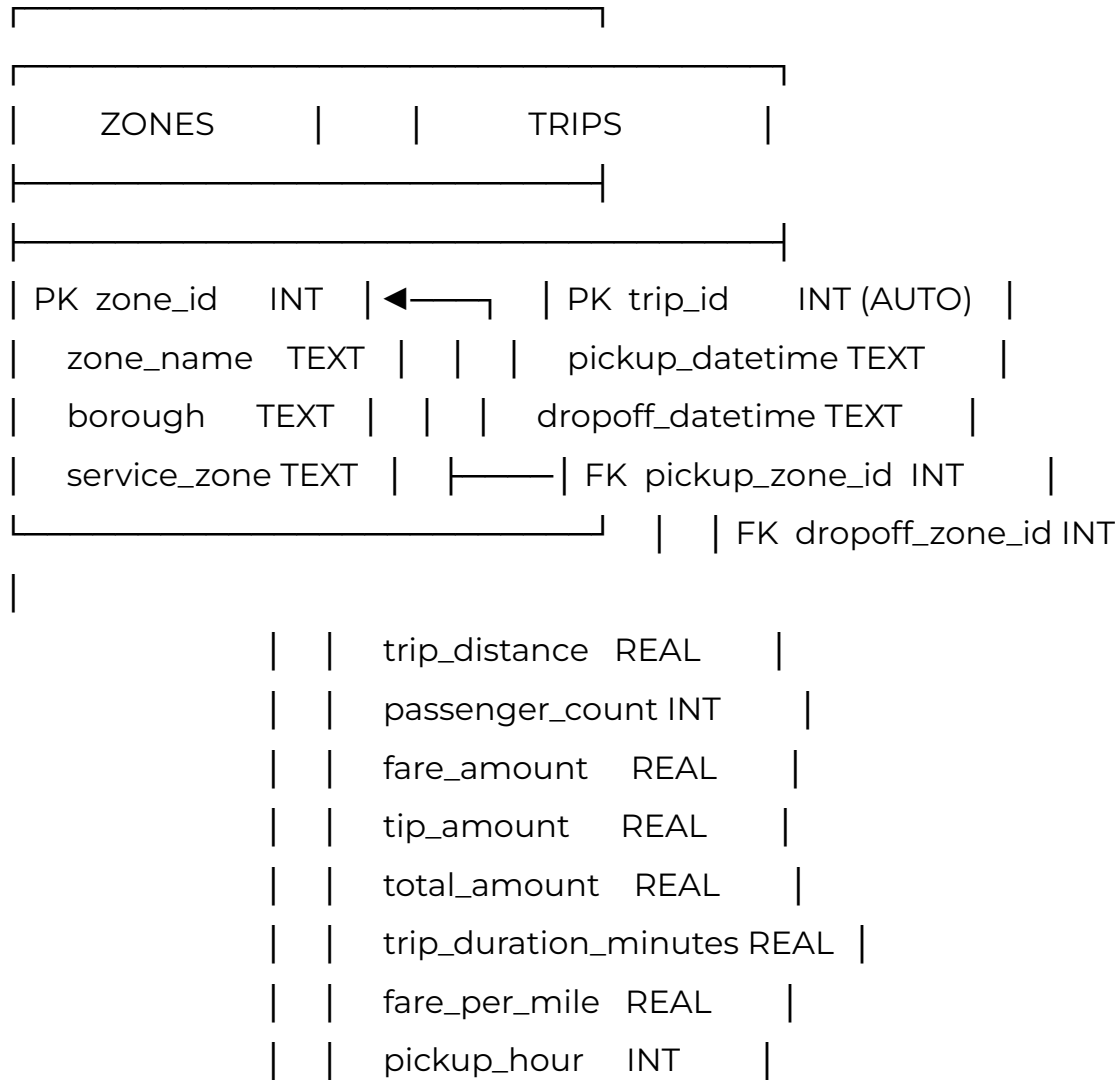 ZONES TRIPS
PK zone_id INT PK trip_id INT (AUTO)
zone_name TEXT pickup_datetime TEXT
borough TEXT dropoff_datetime TEXT
service_zone TEXT FK pickup_zone_id INT
FK dropoff_zone_id INT
trip_distance REAL
passenger_count INT
fare_amount REAL
tip_amount REAL
total_amount REAL
trip_duration_minutes REAL
fare_per_mile REAL
pickup_hour INT